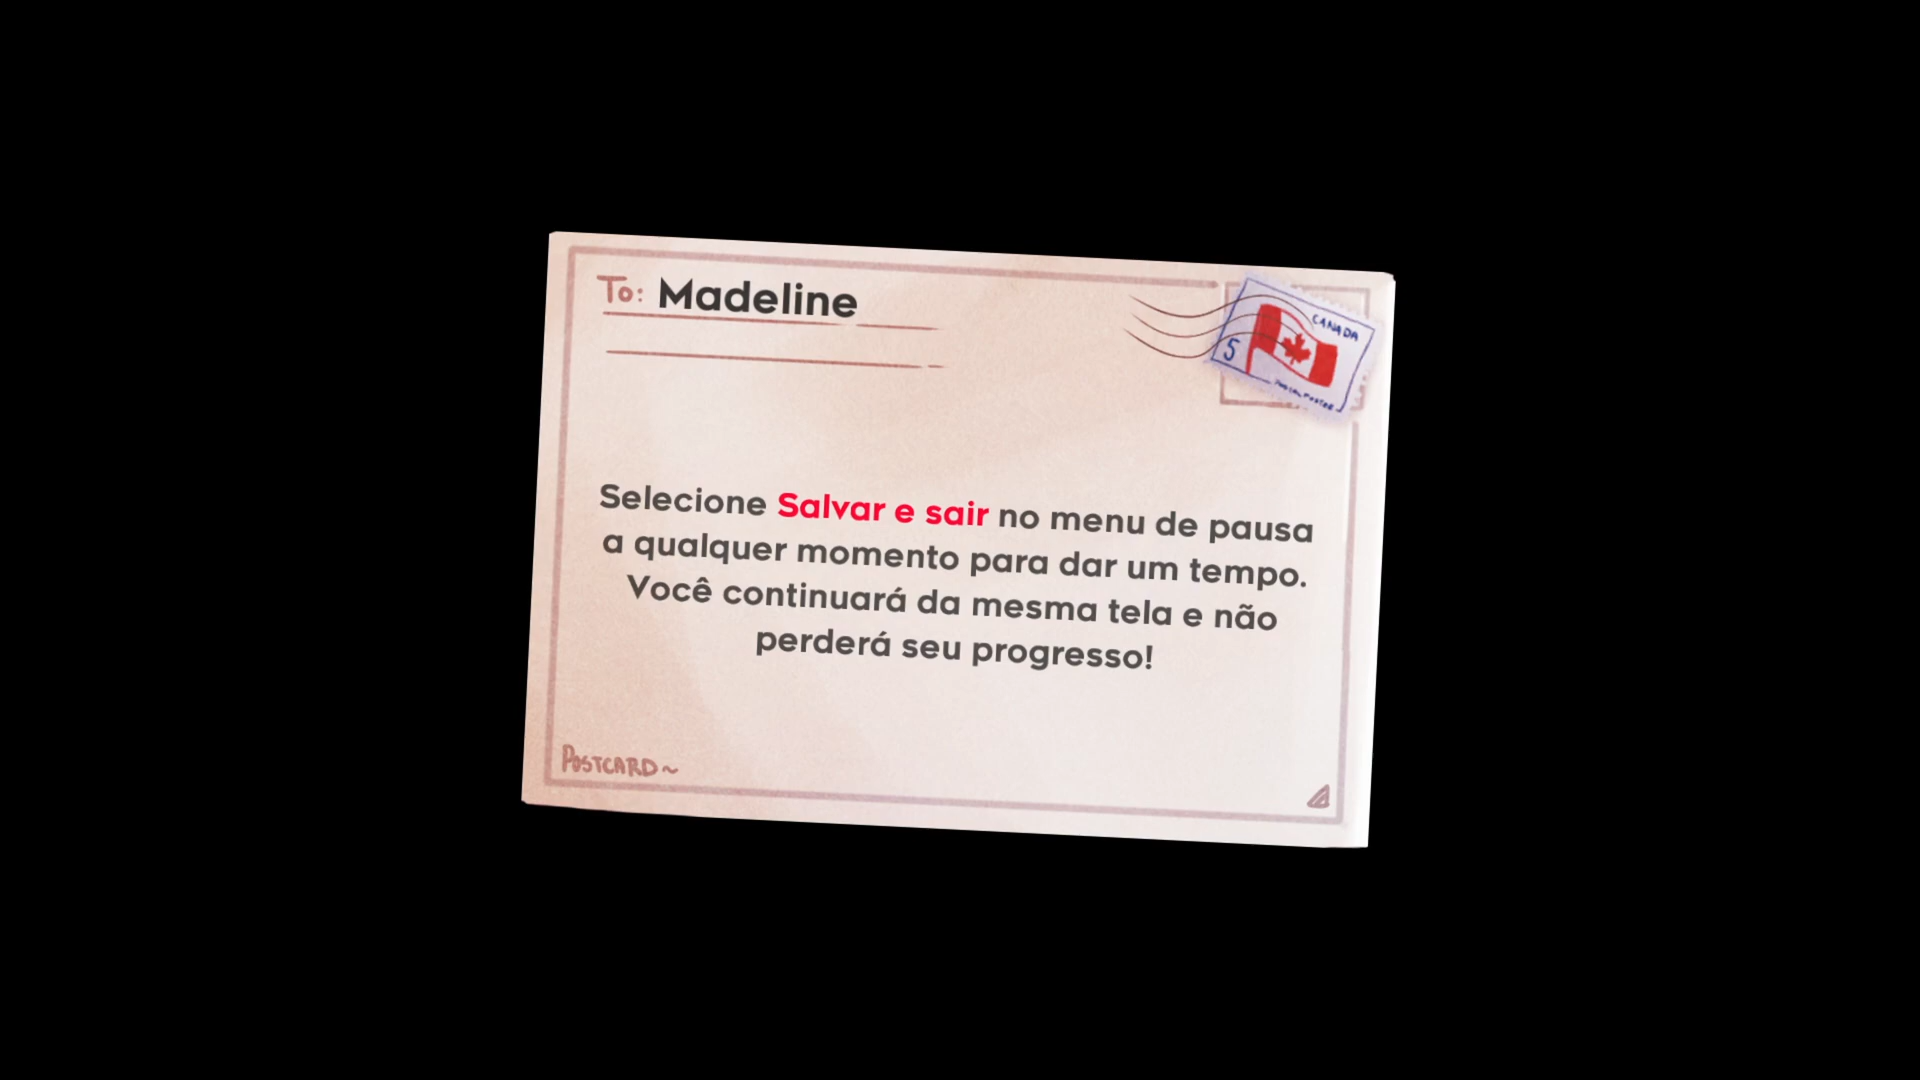 To: Madeline
CANADA
5
Selecione Salvar e sair no menu de pausa
a qualquer momento para dar um tempo.
Você continuará da mesma tela e não
perderá seu progresso!
POSTCARD~